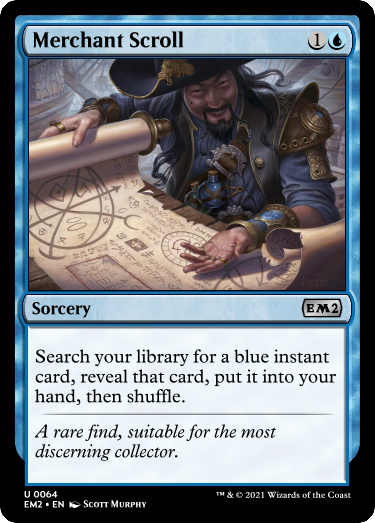 Merchant Scroll 1
Sorcery EM2
Search your library for a blue instant
card, reveal that card, put it into your
hand, then shuffle.
A rare find, suitable for the most
discerning collector.
U 0064
EM2 • EN Scott Murphy ™ & © 2021 Wizards of the Coast